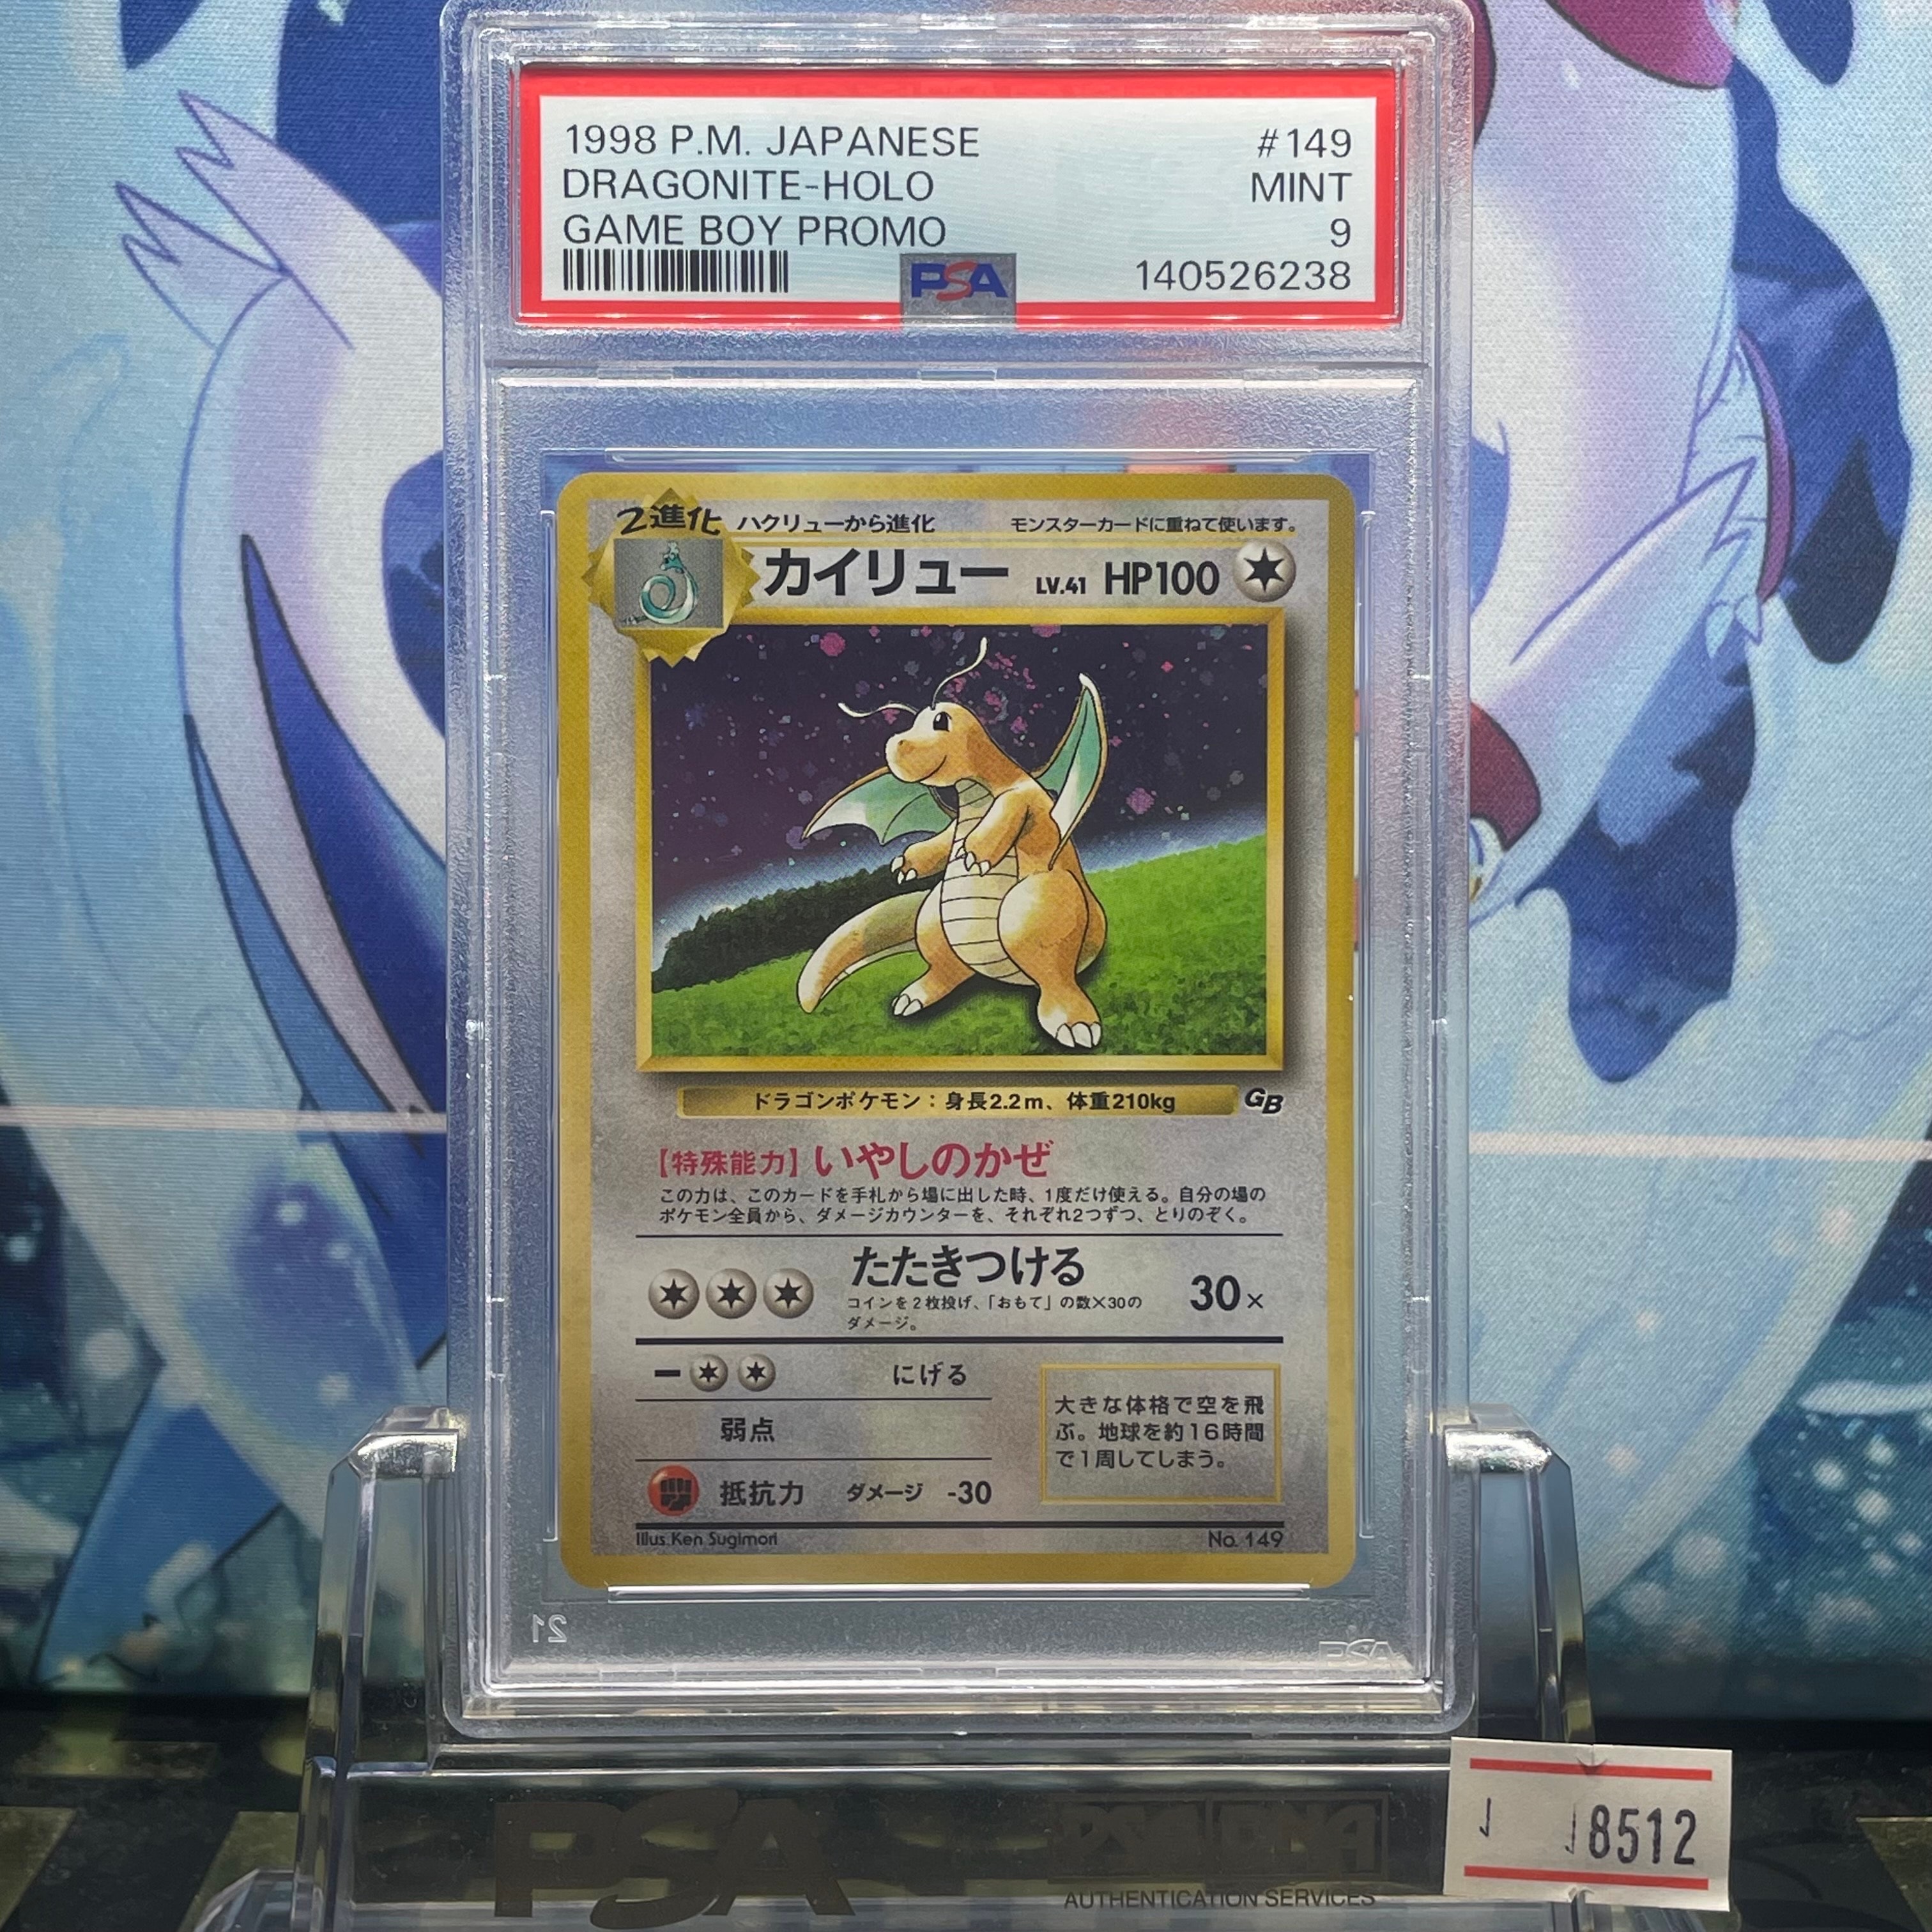 1998 P.M. JAPANESE #149
DRAGONITE-HOLO MINT
GAME BOY PROMO 9
PSA 140526238
2進化 ハクリューから進化 モンスターカードに重ねて使います。
カイリュー LV.41 HP100
ドラゴンポケモン：身長2.2m、体重210kg GB
【特殊能力】いやしのかぜ
この力は、このカードを手札から場に出した時、1度だけ使える。自分の場の
ポケモン全員から、ダメージカウンターを、それぞれ2つずつ、とりのぞく。
たたきつける 30×
コインを2枚投げ、「おもて」の数×30の
ダメージ。
ー にげる
弱点
抵抗力 ダメージ -30
大きな体格で空を飛
ぶ。地球を約16時間
で1周してしまう。
Illus. Ken Sugimori No. 149
21 PSA
PSA PSA DNA
AUTHENTICATION SERVICES
8512